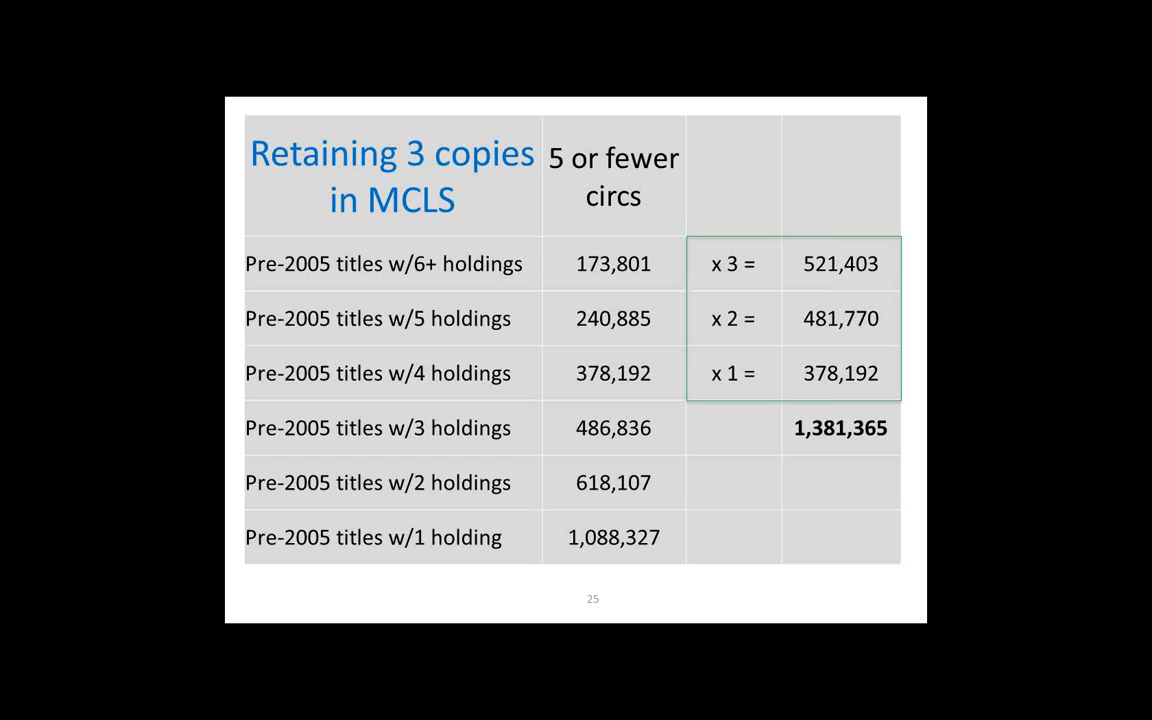 Retaining 3 copies
in MCLS
5 or fewer
circs
Pre-2005 titles w/6+ holdings 173,801 x 3 = 521,403
Pre-2005 titles w/5 holdings 240,885 x 2 = 481,770
Pre-2005 titles w/4 holdings 378,192 x 1 = 378,192
Pre-2005 titles w/3 holdings 486,836 1,381,365
Pre-2005 titles w/2 holdings 618,107
Pre-2005 titles w/1 holding 1,088,327
25